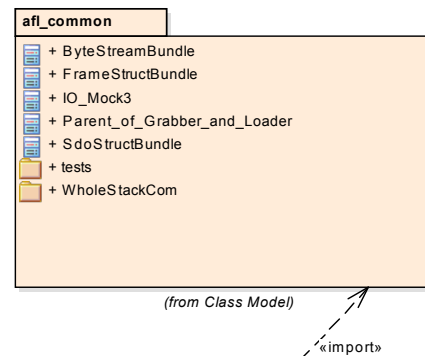 afl_common
+ ByteStreamBundle
+ FrameStructBundle
+ IO_Mock3
+ Parent_of_Grabber_and_Loader
+ SdoStructBundle
+ tests
+ WholeStackCom
(from Class Model)
«import»